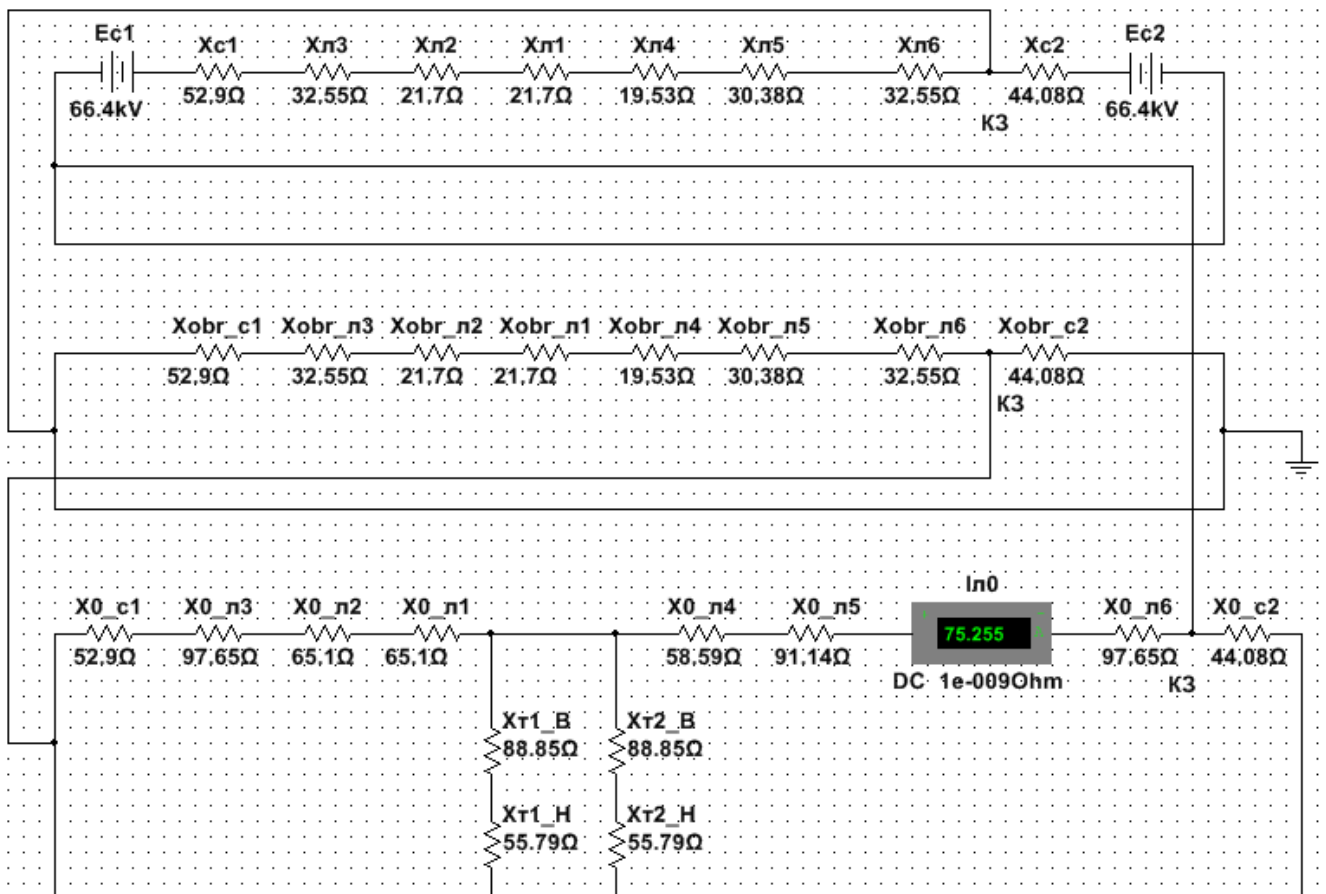 Ec1 Xc1 Xл3 Xл2 Xл1 Xл4 Xл5 Xл6 Xc2 Ec2
66.4kV 52,9Ω 32,55Ω 21,7Ω 21,7Ω 19,53Ω 30,38Ω 32,55Ω 44,08Ω 66.4kV
КЗ
Xobr_c1 Xobr_л3 Xobr_л2 Xobr_л1 Xobr_л4 Xobr_л5 Xobr_л6 Xobr_c2
52,9Ω 32,55Ω 21,7Ω 21,7Ω 19,53Ω 30,38Ω 32,55Ω 44,08Ω
КЗ
Iл0
X0_c1 X0_л3 X0_л2 X0_л1 X0_л4 X0_л5 X0_л6 X0_c2
+ 75.255 - A
52,9Ω 97,65Ω 65,1Ω 65,1Ω 58,59Ω 91,14Ω 97,65Ω 44,08Ω
DC 1e-009Ohm КЗ
Xт1_В Xт2_В
88.85Ω 88.85Ω
Xт1_Н Xт2_Н
55.79Ω 55.79Ω